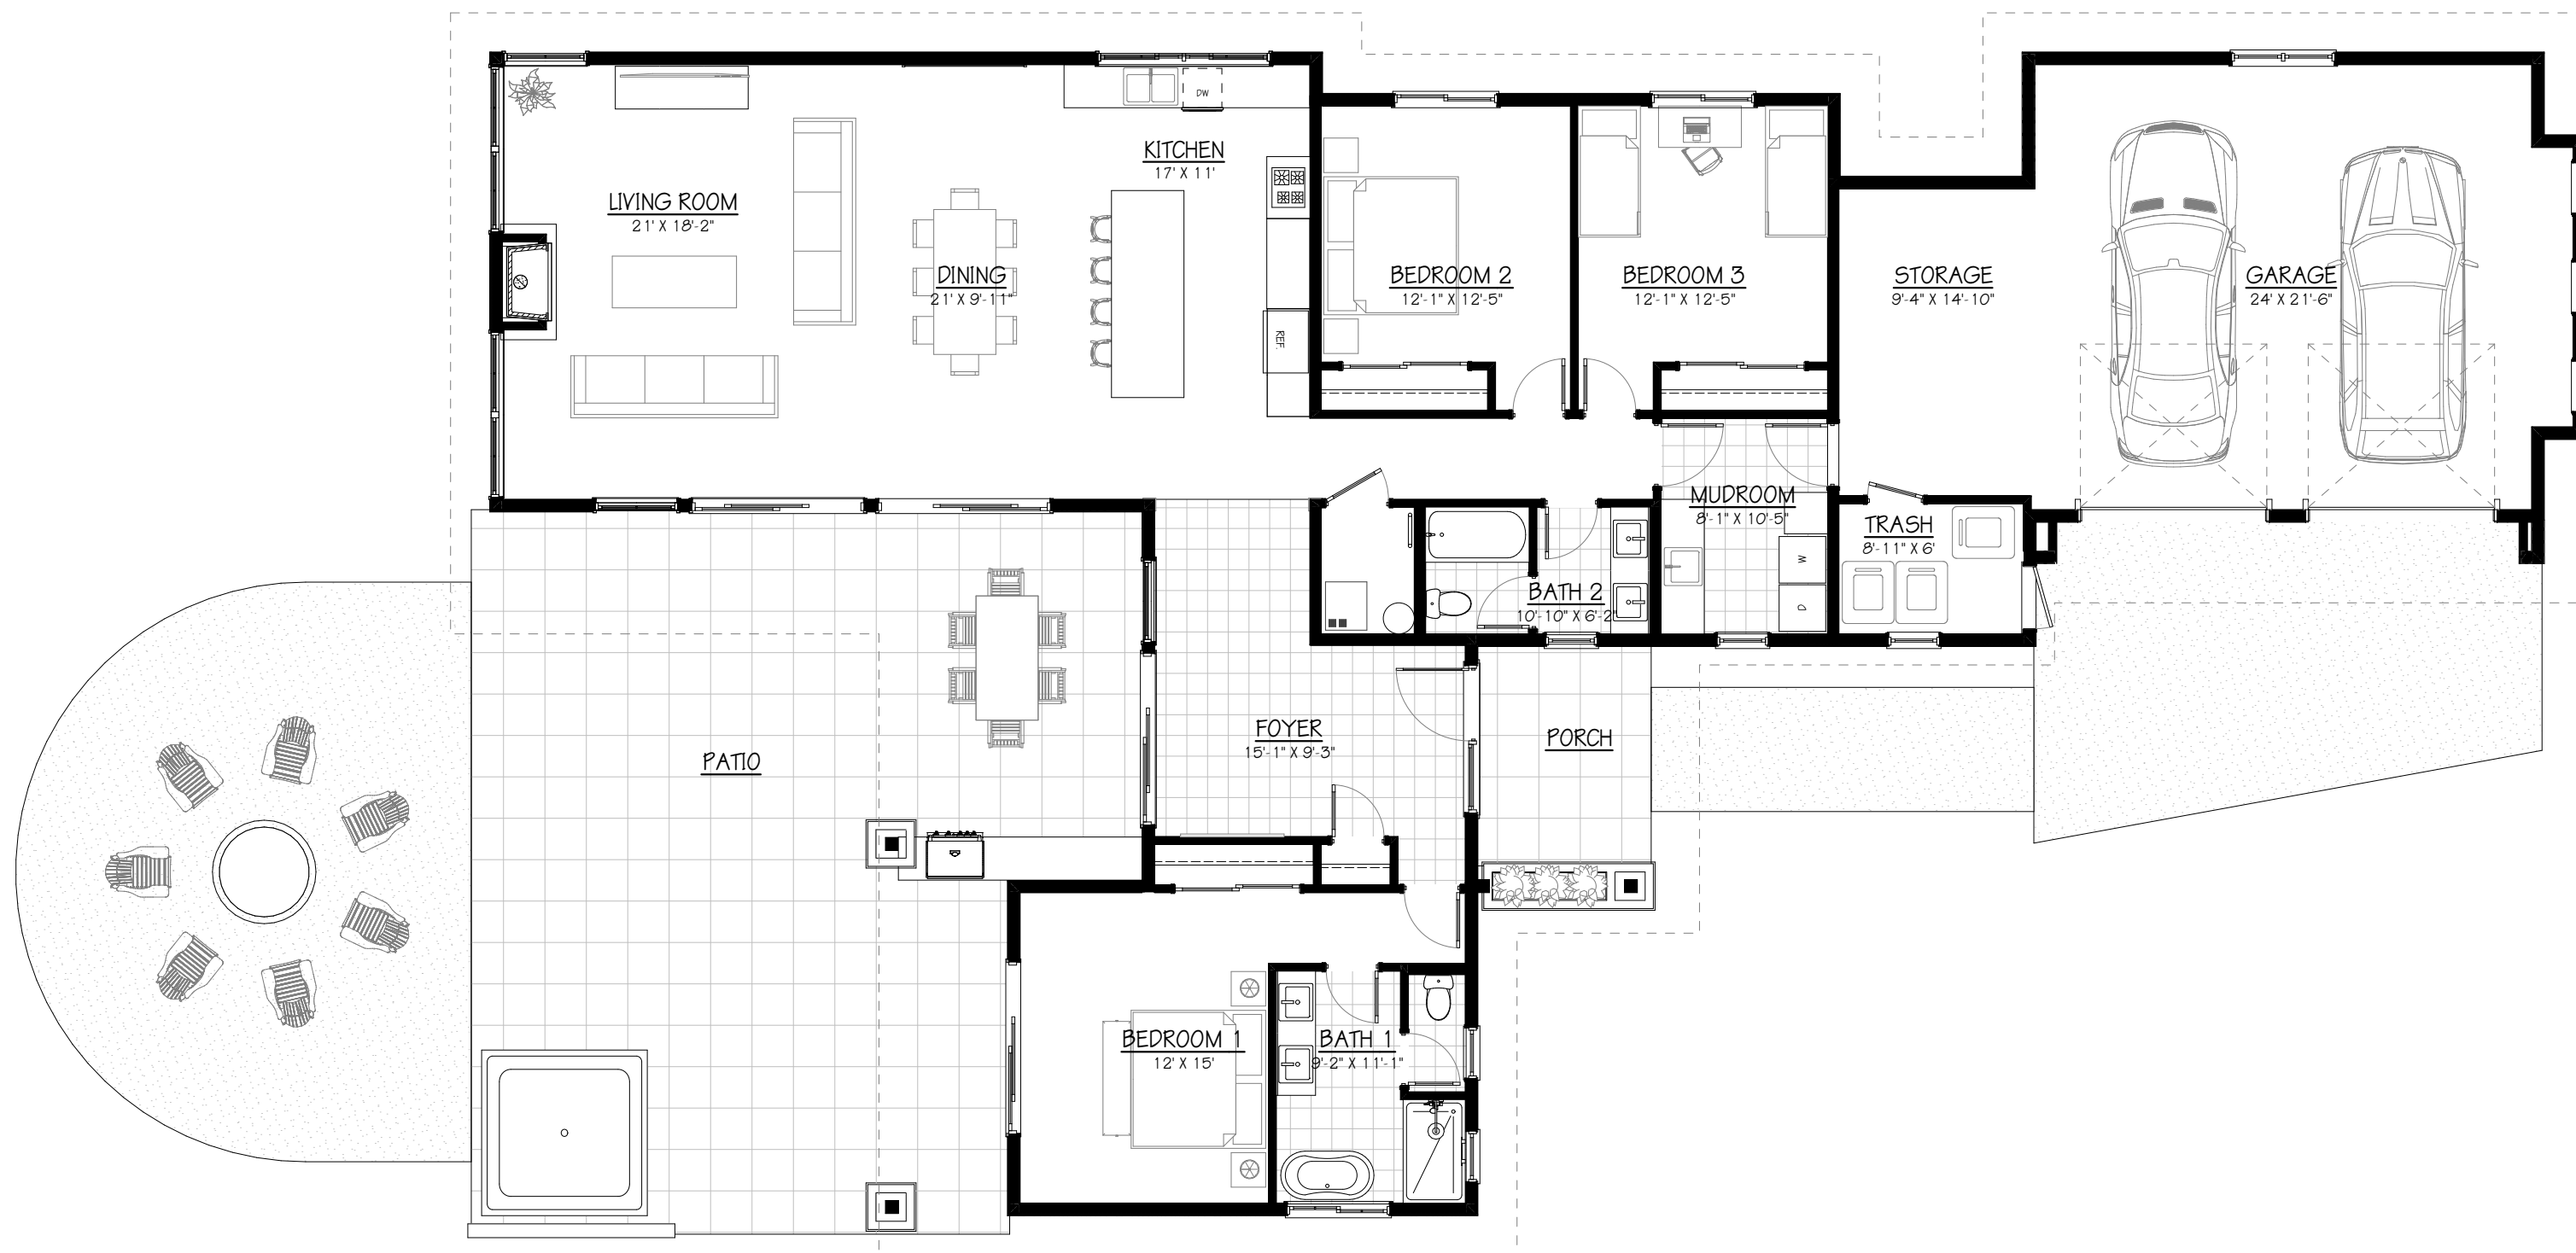 DW
KITCHEN
17' X 11'
LIVING ROOM
21' X 18'-2"
DINING
21' X 9'-11"
REF.
BEDROOM 2
12'-1" X 12'-5"
BEDROOM 3
12'-1" X 12'-5"
STORAGE
9'-4" X 14'-10"
GARAGE
24' X 21'-6"
MUDROOM
8'-1" X 10'-5"
TRASH
8'-11" X 6'
W
D
BATH 2
10'-10" X 6'-2"
FOYER
15'-1" X 9'-3"
PORCH
PATIO
BEDROOM 1
12' X 15'
BATH 1
9'-2" X 11'-1"